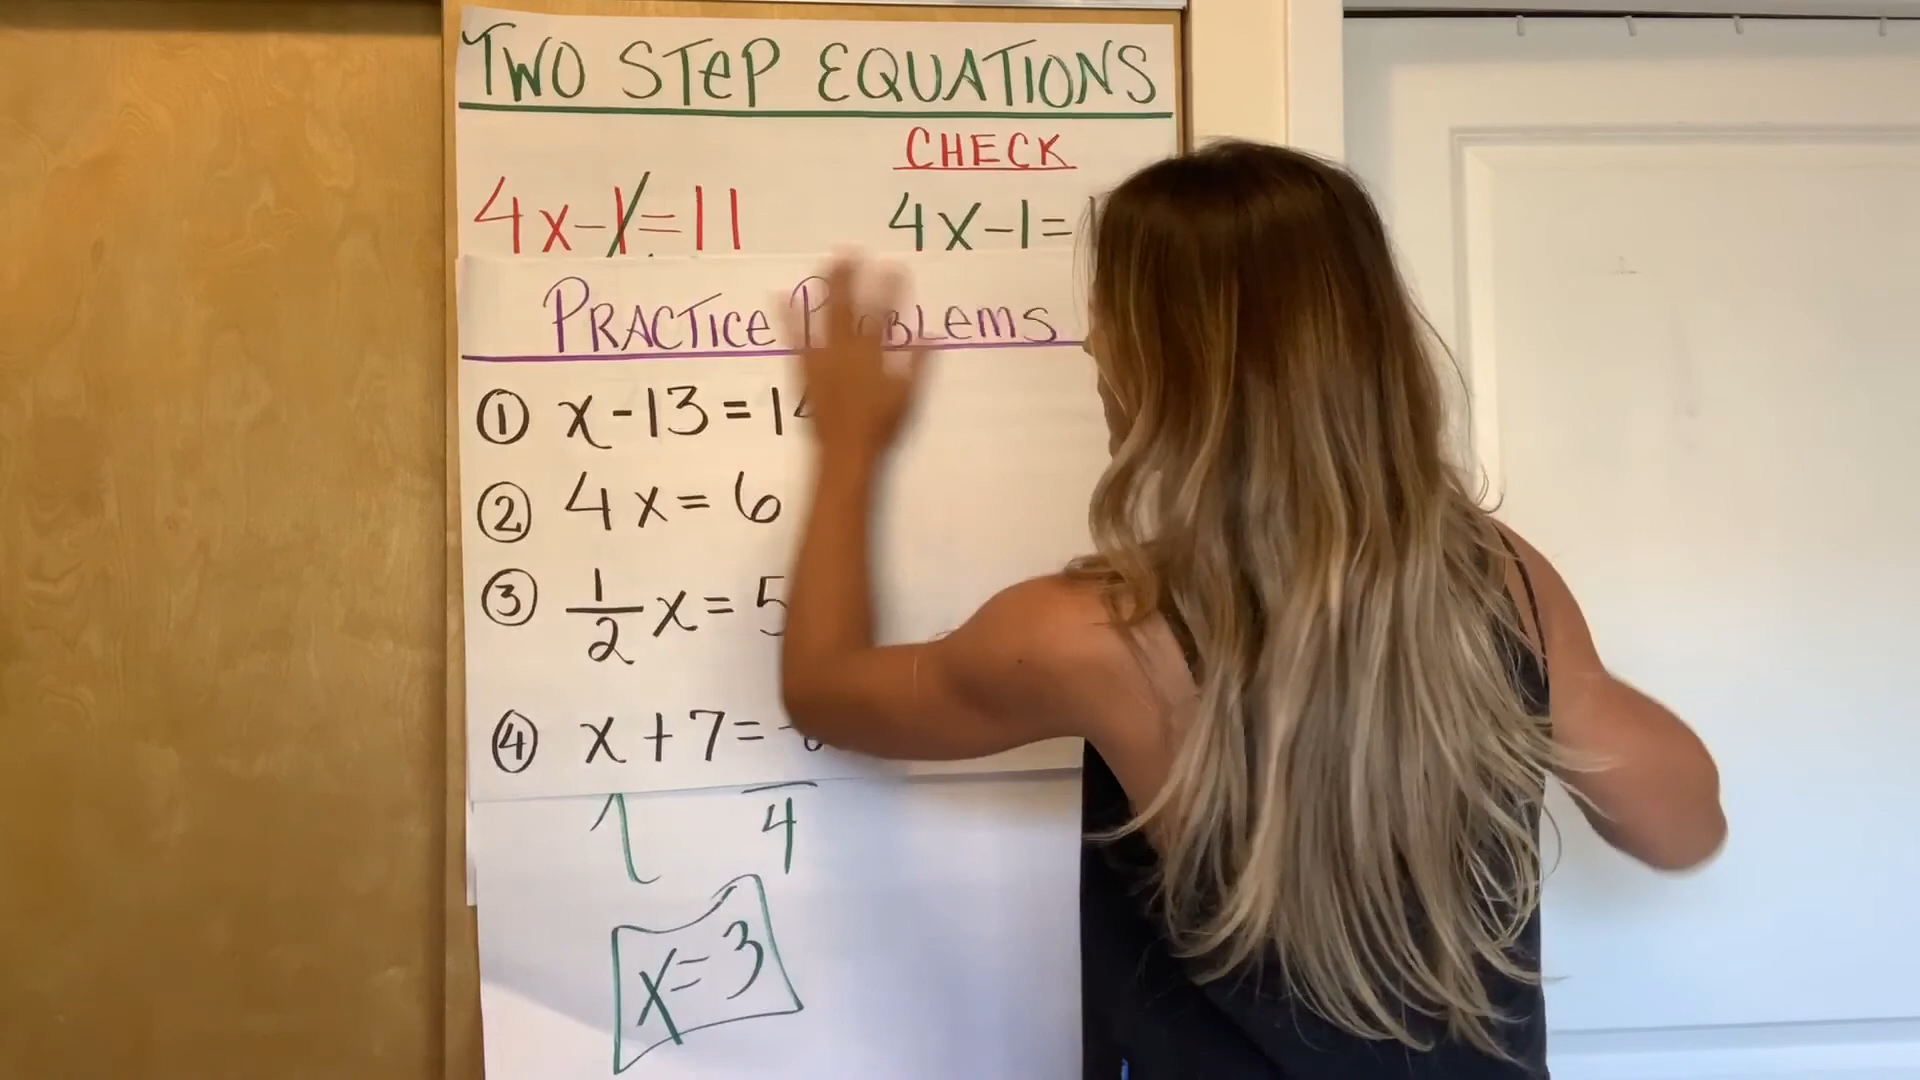 TWO STEP EQUATIONS
CHECK
4x-1=11
4x-1=
PRACTICE
① x-13=1
② 4x=6
③ 1/2 x=5
④ x+7=
4
x=3